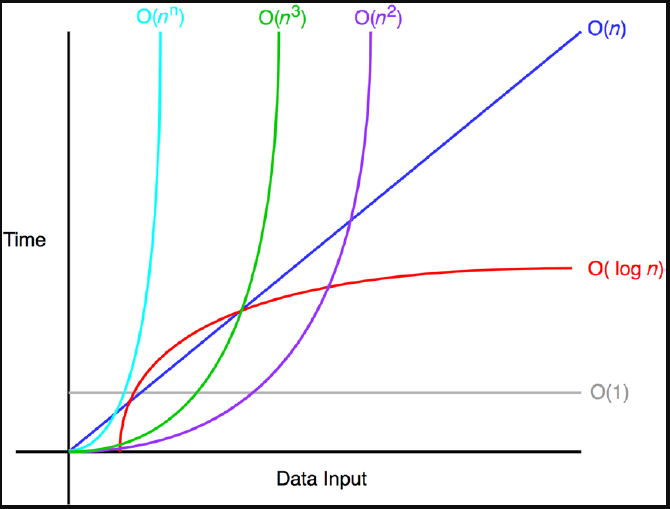 O(nⁿ)
O(n³)
O(n²)
O(n)
Time
O( log n)
O(1)
Data Input